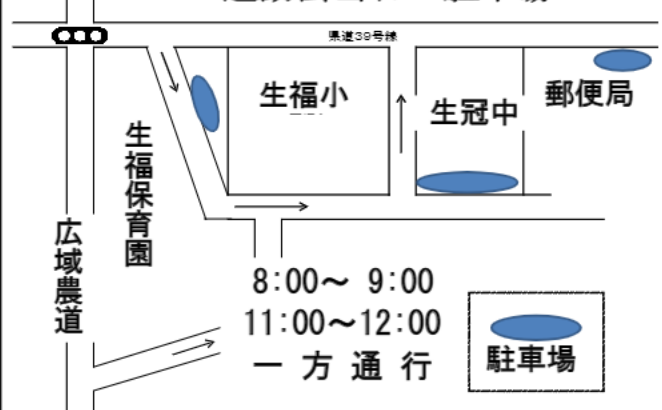 県道39号線
生福小
生冠中
郵便局
生福保育園
広域農道
8:00～ 9:00
11:00～12:00
一方通行
駐車場